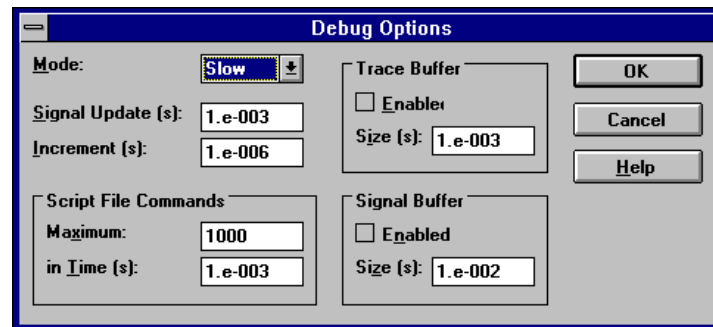 Debug Options
Mode:
Slow
Signal Update (s):
1.e-003
Increment (s):
1.e-006
Script File Commands
Maximum:
1000
in Time (s):
1.e-003
Trace Buffer
Enable
Size (s):
1.e-003
Signal Buffer
Enabled
Size (s):
1.e-002
OK
Cancel
Help